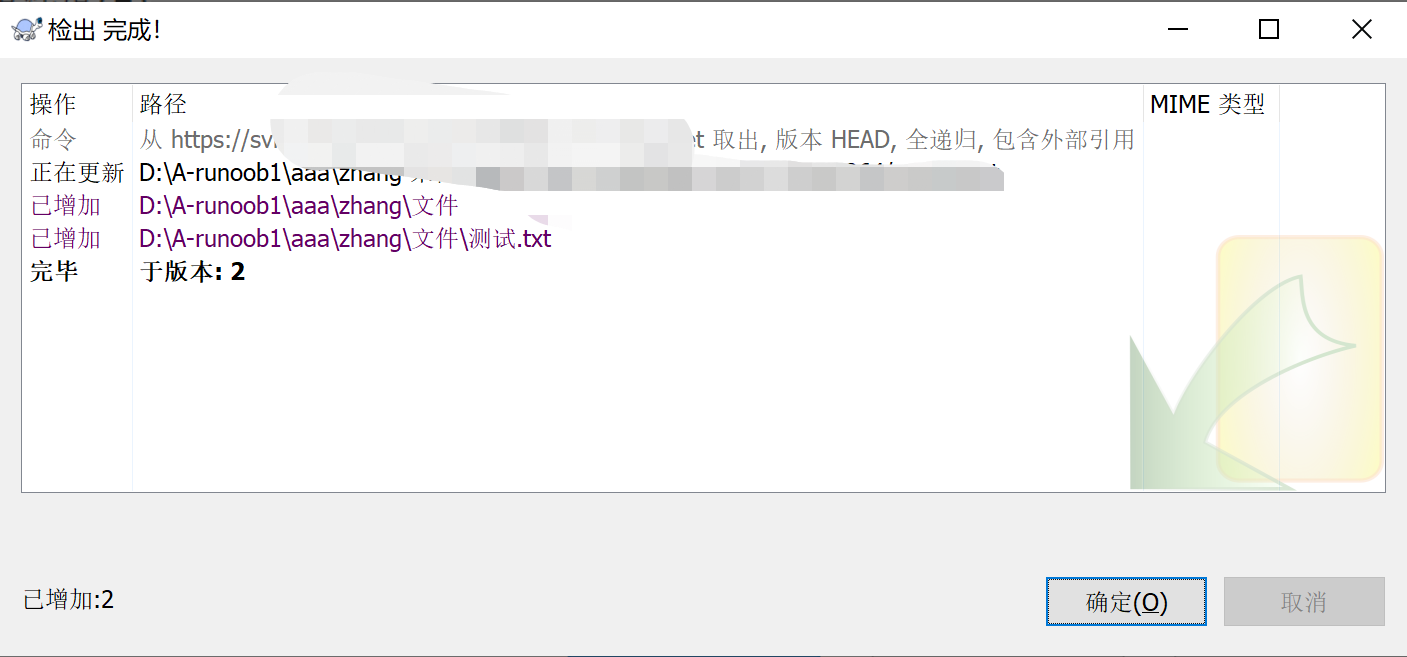 检出 完成!
操作 路径 MIME 类型
命令 从 https://sv 取出, 版本 HEAD, 全递归, 包含外部引用
正在更新 D:\A-runoob1\aaa\zhang
已增加 D:\A-runoob1\aaa\zhang\文件
已增加 D:\A-runoob1\aaa\zhang\文件\测试.txt
完毕 于版本: 2
已增加:2
确定(O) 取消